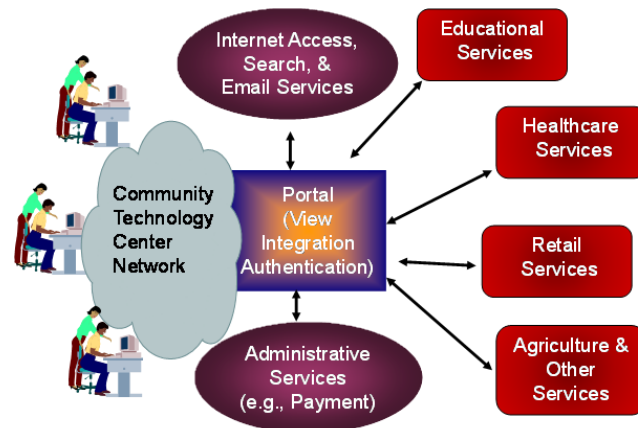 Internet Access,
Search, &
Email Services
Educational
Services
Healthcare
Services
Community
Technology
Center
Network
Portal
(View
Integration
Authentication)
Retail
Services
Administrative
Services
(e.g., Payment)
Agriculture &
Other
Services